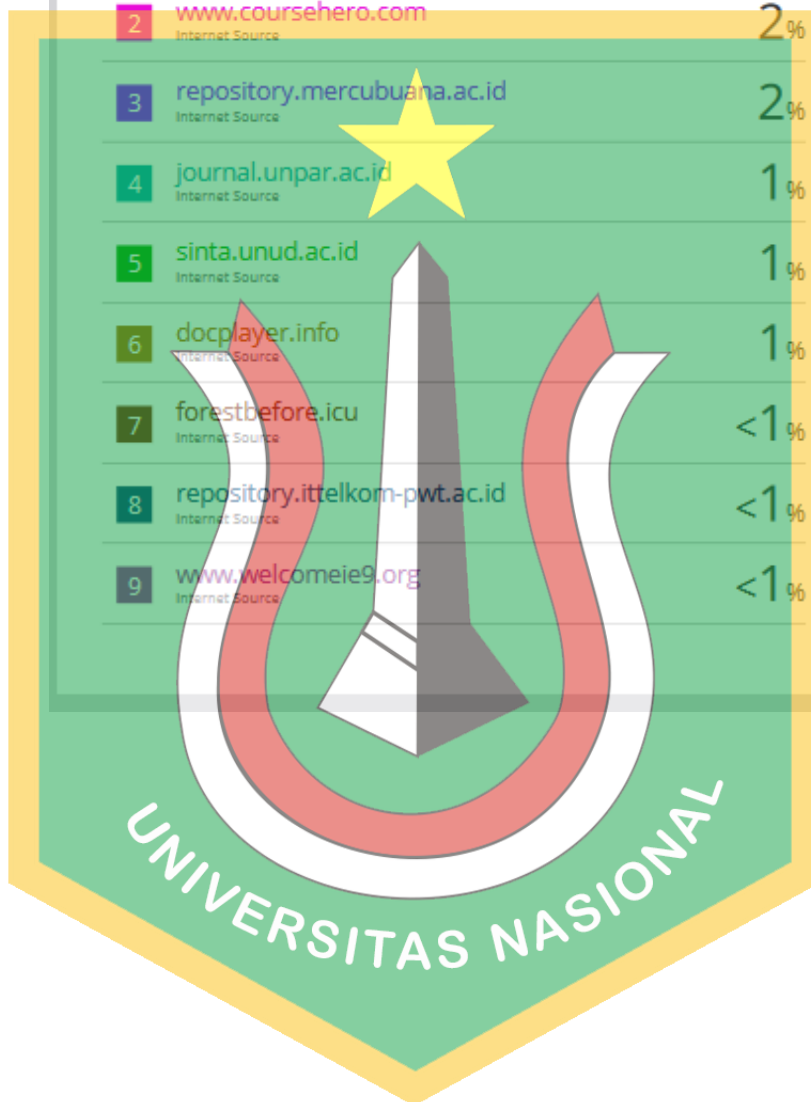 2 www.coursehero.com 2%
Internet Source
3 repository.mercubuana.ac.id 2%
Internet Source
4 journal.unpar.ac.id 1%
Internet Source
5 sinta.unud.ac.id 1%
Internet Source
6 docplayer.info 1%
Internet Source
7 forestbefore.icu <1%
Internet Source
8 repository.ittelkom-pwt.ac.id <1%
Internet Source
9 www.welcomeie9.org <1%
Internet Source
UNIVERSITAS NASIONAL